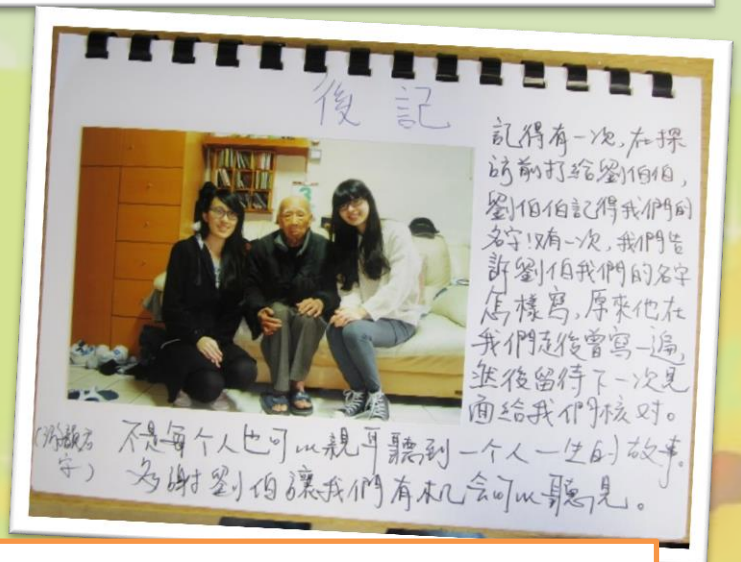 後記
記得有一次,在探
訪前打給劉伯伯,
劉伯伯記得我們的
名字!又有一次,我們告
訴劉伯我們的名字
怎樣寫,原來他在
我們走後曾寫一遍,
然後留待下一次見
面給我們核对。
不是每个人也可以親耳聽到一个人一生的故事。
多謝劉伯讓我們有机会可以聽見。
字)